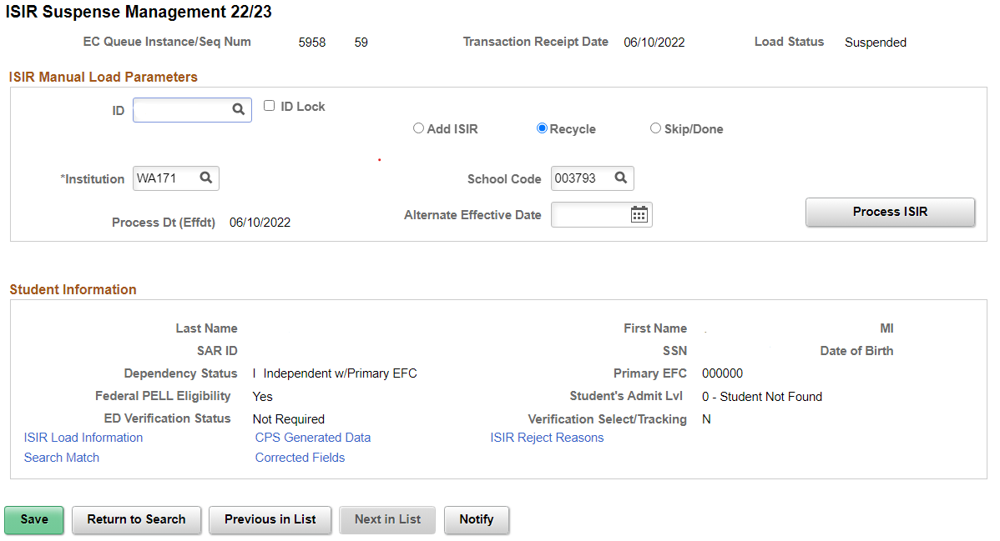 ISIR Suspense Management 22/23
EC Queue Instance/Seq Num 5958 59 Transaction Receipt Date 06/10/2022 Load Status Suspended
ISIR Manual Load Parameters
ID ID Lock
Add ISIR Recycle Skip/Done
*Institution WA171 School Code 003793
Process Dt (Effdt) 06/10/2022 Alternate Effective Date Process ISIR
Student Information
Last Name First Name MI
SAR ID SSN Date of Birth
Dependency Status I Independent w/Primary EFC Primary EFC 000000
Federal PELL Eligibility Yes Student's Admit Lvl 0 - Student Not Found
ED Verification Status Not Required Verification Select/Tracking N
ISIR Load Information CPS Generated Data ISIR Reject Reasons
Search Match Corrected Fields
Save Return to Search Previous in List Next in List Notify